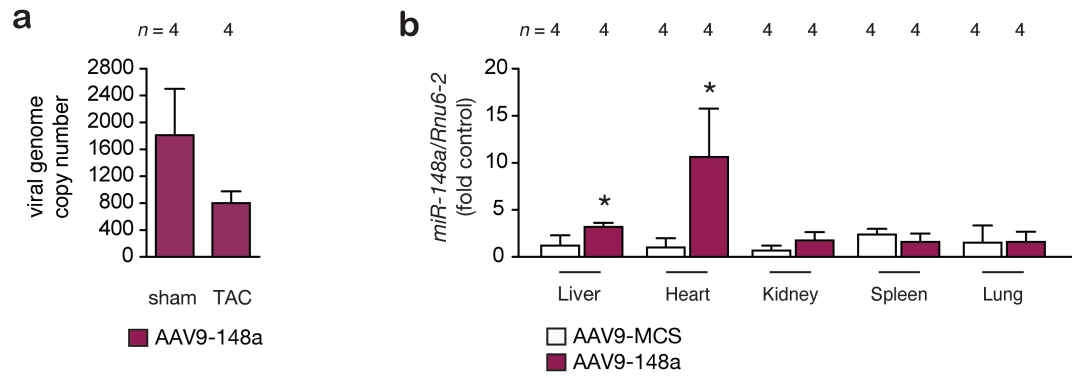 a
n = 4 4
viral genome
copy number
2800
2400
2000
1600
1200
800
400
0
sham TAC
AAV9-148a
b
n = 4 4 4 4 4 4 4 4 4 4
miR-148a/Rnu6-2
(fold control)
20
15
10
5
0
*
*
Liver Heart Kidney Spleen Lung
AAV9-MCS
AAV9-148a